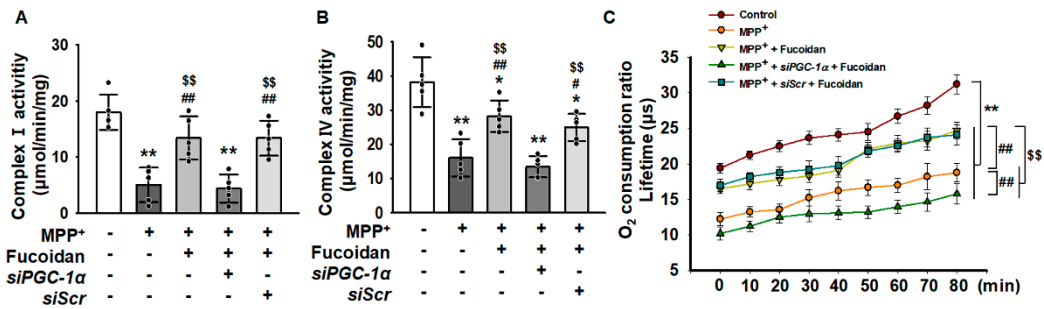 A
Complex I activitiy
(μmol/min/mg)
30
20
10
0
**
$$
##
**
$$
##
MPP+ - + + + +
Fucoidan - - + + +
siPGC-1α - - - + -
siScr - - - - +
B
Complex IV activitiy
(μmol/min/mg)
50
40
30
20
10
0
**
$$
##
*
**
$$
#
*
MPP+ - + + + +
Fucoidan - - + + +
siPGC-1α - - - + -
siScr - - - - +
C
Control
MPP+
MPP+ + Fucoidan
MPP+ + siPGC-1α + Fucoidan
MPP+ + siScr + Fucoidan
O2 consumption ratio
Lifetime (μs)
35
30
25
20
15
10
5
0 10 20 30 40 50 60 70 80 (min)
**
##
##
$$